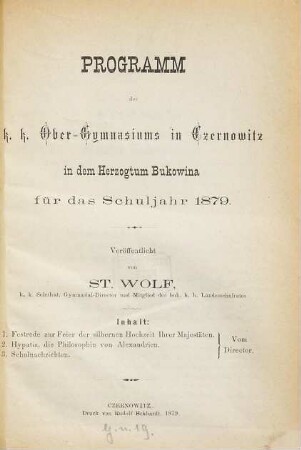 PROGRAMM
des
k. k. Ober-Gymnasiums in Czernowitz
in dem Herzogtum Bukowina
für das Schuljahr 1879.
Veröffentlicht
von
ST. WOLF,
k. k. Schulrat, Gymnasial-Director und Mitglied des buk. k. k. Landesschulrates.
Inhalt:
1. Festrede zur Feier der silbernen Hochzeit Ihrer Majestäten.
2. Hypatia, die Philosophin von Alexandrien.
3. Schulnachrichten.
Vom
Director.
CZERNOWITZ.
Druck von Rudolf Eckhardt. 1879.
g. n. 19.